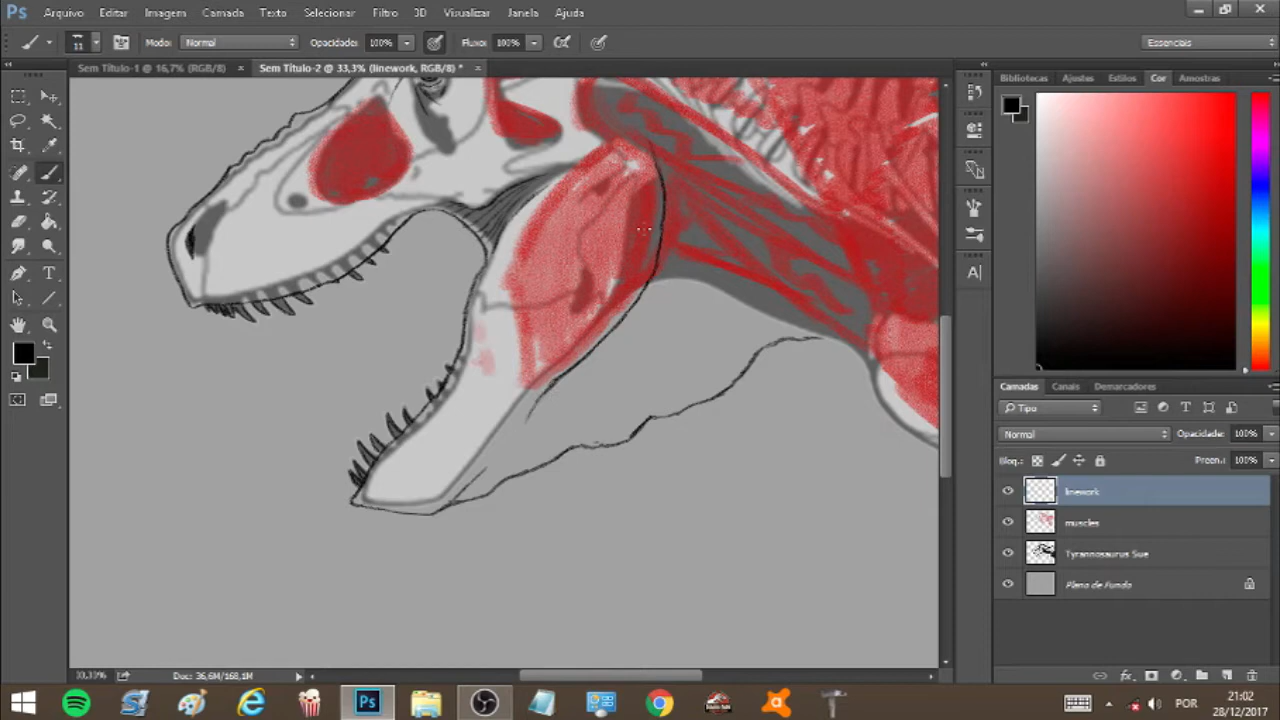 Ps Arquivo Editar Imagem Camada Texto Selecionar Filtro 3D Visualizar Janela Ajuda
11 Modo: Normal Opacidade: 100% Fluxo: 100% Essenciais
Sem Título-1 @ 16,7% (RGB/8) × Sem Título-2 @ 33,3% (linework, RGB/8) * ×
Bibliotecas Ajustes Estilos Cor Amostras
Camadas Canais Demarcadores
Tipo
Normal Opacidade: 100%
Bloq.: Preen.: 100%
linework
muscles
Tyrannosaurus Sue
Plano de Fundo
33,33% Doc: 36,6M/168,1M
Ps POR 21:02
28/12/2017